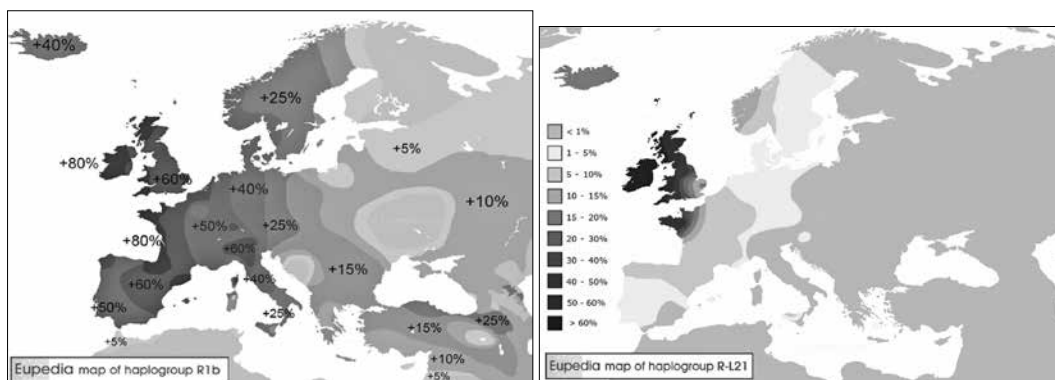 +40%
+25%
+5%
+80%
+60%
+10%
+40%
+50%
+25%
+80%
+60%
+15%
+60%
+40%
+50%
+25%
+15%
+25%
+5%
+10%
+5%
Eupedia map of haplogroup R1b
< 1%
1 - 5%
5 - 10%
10 - 15%
15 - 20%
20 - 30%
30 - 40%
40 - 50%
50 - 60%
> 60%
Eupedia map of haplogroup R-L21